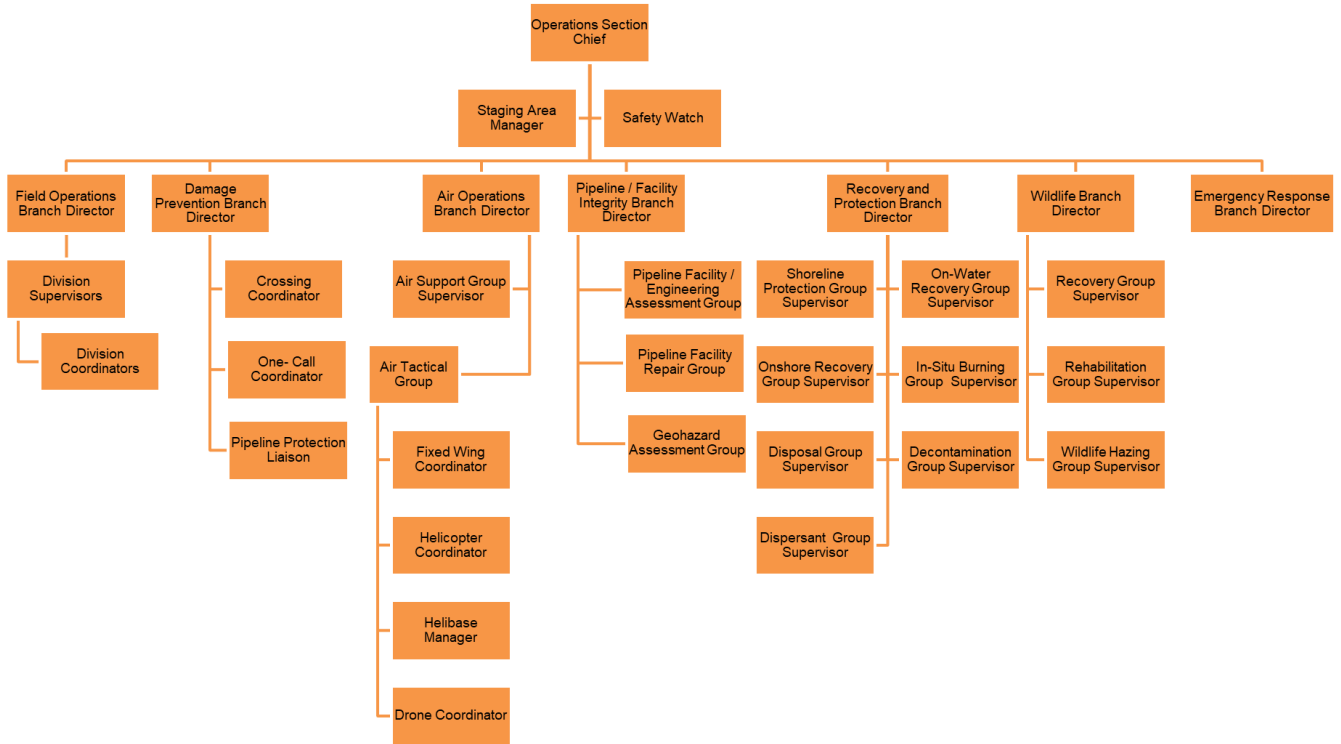 Operations Section
Chief
Staging Area
Manager
Safety Watch
Field Operations
Branch Director
Damage
Prevention Branch
Director
Air Operations
Branch Director
Pipeline / Facility
Integrity Branch
Director
Recovery and
Protection Branch
Director
Wildlife Branch
Director
Emergency Response
Branch Director
Division
Supervisors
Division
Coordinators
Crossing
Coordinator
One- Call
Coordinator
Pipeline Protection
Liaison
Air Support Group
Supervisor
Air Tactical
Group
Fixed Wing
Coordinator
Helicopter
Coordinator
Helibase
Manager
Drone Coordinator
Pipeline Facility /
Engineering
Assessment Group
Pipeline Facility
Repair Group
Geohazard
Assessment Group
Shoreline
Protection Group
Supervisor
On-Water
Recovery Group
Supervisor
Onshore Recovery
Group Supervisor
In-Situ Burning
Group Supervisor
Disposal Group
Supervisor
Decontamination
Group Supervisor
Dispersant Group
Supervisor
Recovery Group
Supervisor
Rehabilitation
Group Supervisor
Wildlife Hazing
Group Supervisor